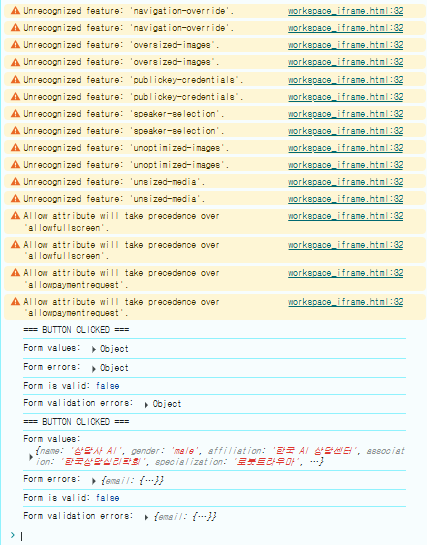 Unrecognized feature: 'navigation-override'. workspace_iframe.html:32
Unrecognized feature: 'navigation-override'. workspace_iframe.html:32
Unrecognized feature: 'oversized-images'. workspace_iframe.html:32
Unrecognized feature: 'oversized-images'. workspace_iframe.html:32
Unrecognized feature: 'publickey-credentials'. workspace_iframe.html:32
Unrecognized feature: 'publickey-credentials'. workspace_iframe.html:32
Unrecognized feature: 'speaker-selection'. workspace_iframe.html:32
Unrecognized feature: 'speaker-selection'. workspace_iframe.html:32
Unrecognized feature: 'unoptimized-images'. workspace_iframe.html:32
Unrecognized feature: 'unoptimized-images'. workspace_iframe.html:32
Unrecognized feature: 'unsized-media'. workspace_iframe.html:32
Unrecognized feature: 'unsized-media'. workspace_iframe.html:32
Allow attribute will take precedence over workspace_iframe.html:32
'allowfullscreen'.
Allow attribute will take precedence over workspace_iframe.html:32
'allowfullscreen'.
Allow attribute will take precedence over workspace_iframe.html:32
'allowpaymentrequest'.
Allow attribute will take precedence over workspace_iframe.html:32
'allowpaymentrequest'.
=== BUTTON CLICKED ===
Form values: ▸ Object
Form errors: ▸ Object
Form is valid: false
Form validation errors: ▸ Object
=== BUTTON CLICKED ===
Form values:
▸ {name: '상담사 AI', gender: 'male', affiliation: '한국 AI 상담센터', associat
ion: '한국상담심리학회', specialization: '로봇트라우마', …}
Form errors: ▸ {email: {…}}
Form is valid: false
Form validation errors: ▸ {email: {…}}
>